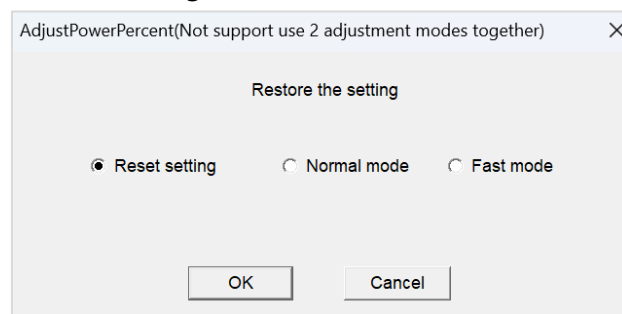 AdjustPowerPercent(Not support use 2 adjustment modes together)
Restore the setting
Reset setting Normal mode Fast mode
OK Cancel